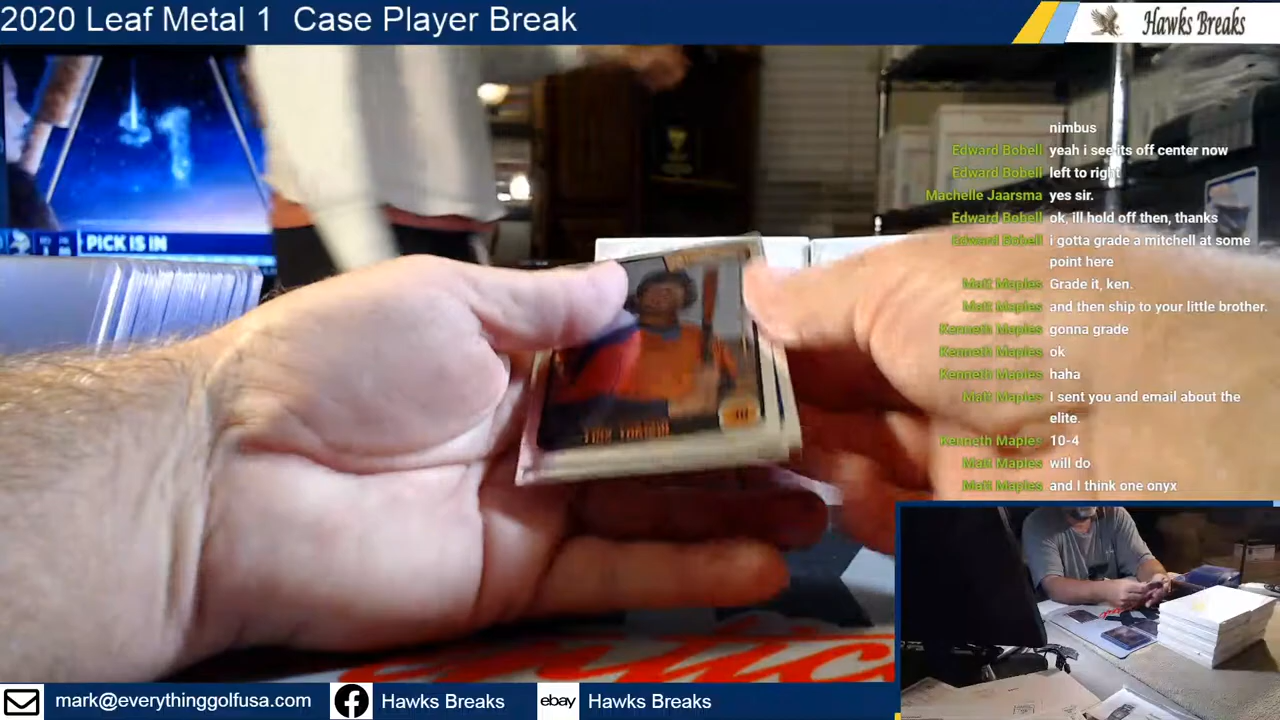 2020 Leaf Metal 1 Case Player Break
Hawks Breaks
PICK IS IN
nimbus
Edward Bobell yeah i see its off center now
Edward Bobell left to right
Machelle Jaarsma yes sir.
Edward Bobell ok, ill hold off then, thanks
Edward Bobell i gotta grade a mitchell at some
point here
Matt Maples Grade it, ken.
Matt Maples and then ship to your little brother.
Kenneth Maples gonna grade
Kenneth Maples ok
Kenneth Maples haha
Matt Maples I sent you and email about the
elite.
Kenneth Maples 10-4
Matt Maples will do
Matt Maples and I think one onyx
mark@everythinggolfusa.com
Hawks Breaks
ebay
Hawks Breaks